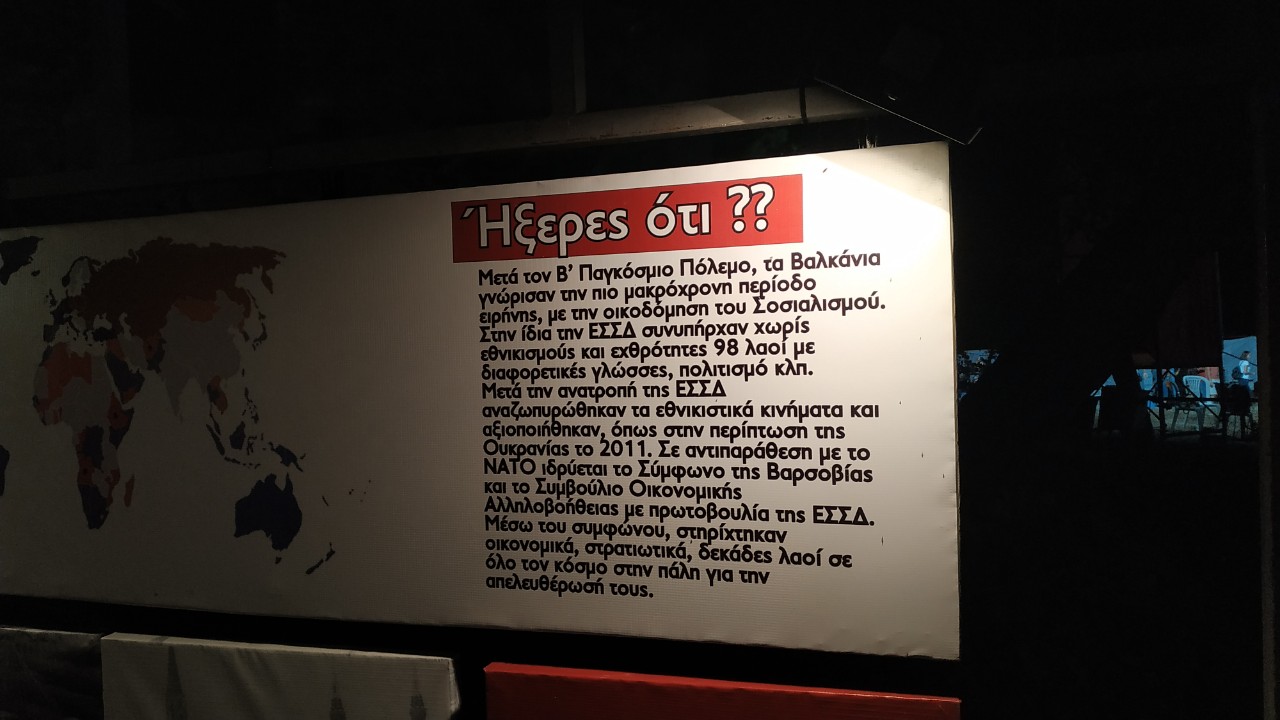 Ήξερες ότι ??
Μετά τον Β' Παγκόσμιο Πόλεμο, τα Βαλκάνια
γνώρισαν την πιο μακρόχρονη περίοδο
ειρήνης, με την οικοδόμηση του Σοσιαλισμού.
Στην ίδια την ΕΣΣΔ συνυπήρχαν χωρίς
εθνικισμούς και εχθρότητες 98 λαοί με
διαφορετικές γλώσσες, πολιτισμό κλπ.
Μετά την ανατροπή της ΕΣΣΔ
αναζωπυρώθηκαν τα εθνικιστικά κινήματα και
αξιοποιήθηκαν, όπως στην περίπτωση της
Ουκρανίας το 2011. Σε αντιπαράθεση με το
ΝΑΤΟ ιδρύεται το Σύμφωνο της Βαρσοβίας
και το Συμβούλιο Οικονομικής
Αλληλοβοήθειας με πρωτοβουλία της ΕΣΣΔ.
Μέσω του συμφώνου, στηρίχτηκαν
οικονομικά, στρατιωτικά, δεκάδες λαοί σε
όλο τον κόσμο στην πάλη για την
απελευθέρωσή τους.